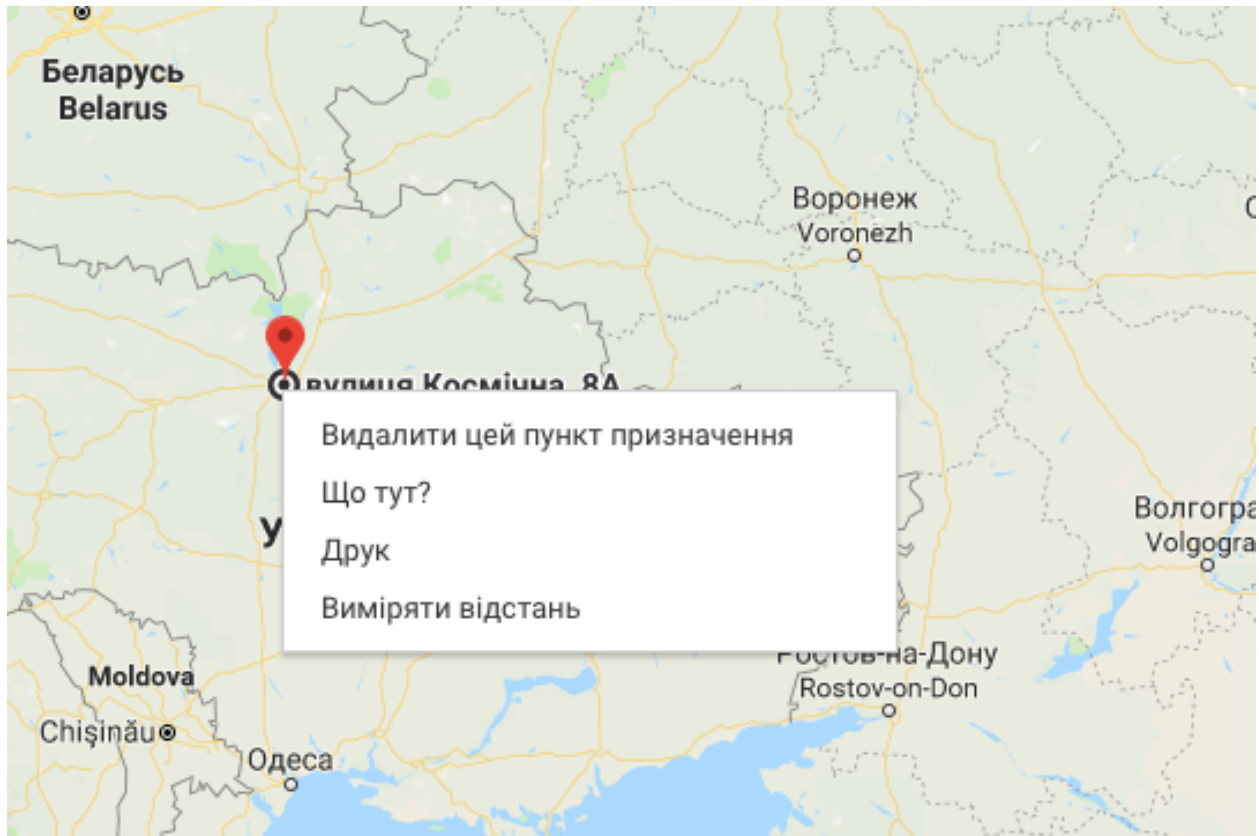 Беларусь
Belarus
Воронеж
Voronezh
вулиця Космічна, 8А
Видалити цей пункт призначення
Що тут?
Друк
Виміряти відстань
Волгогра
Volgogra
Ростов-на-Дону
Rostov-on-Don
Moldova
Chișinău
Одеса